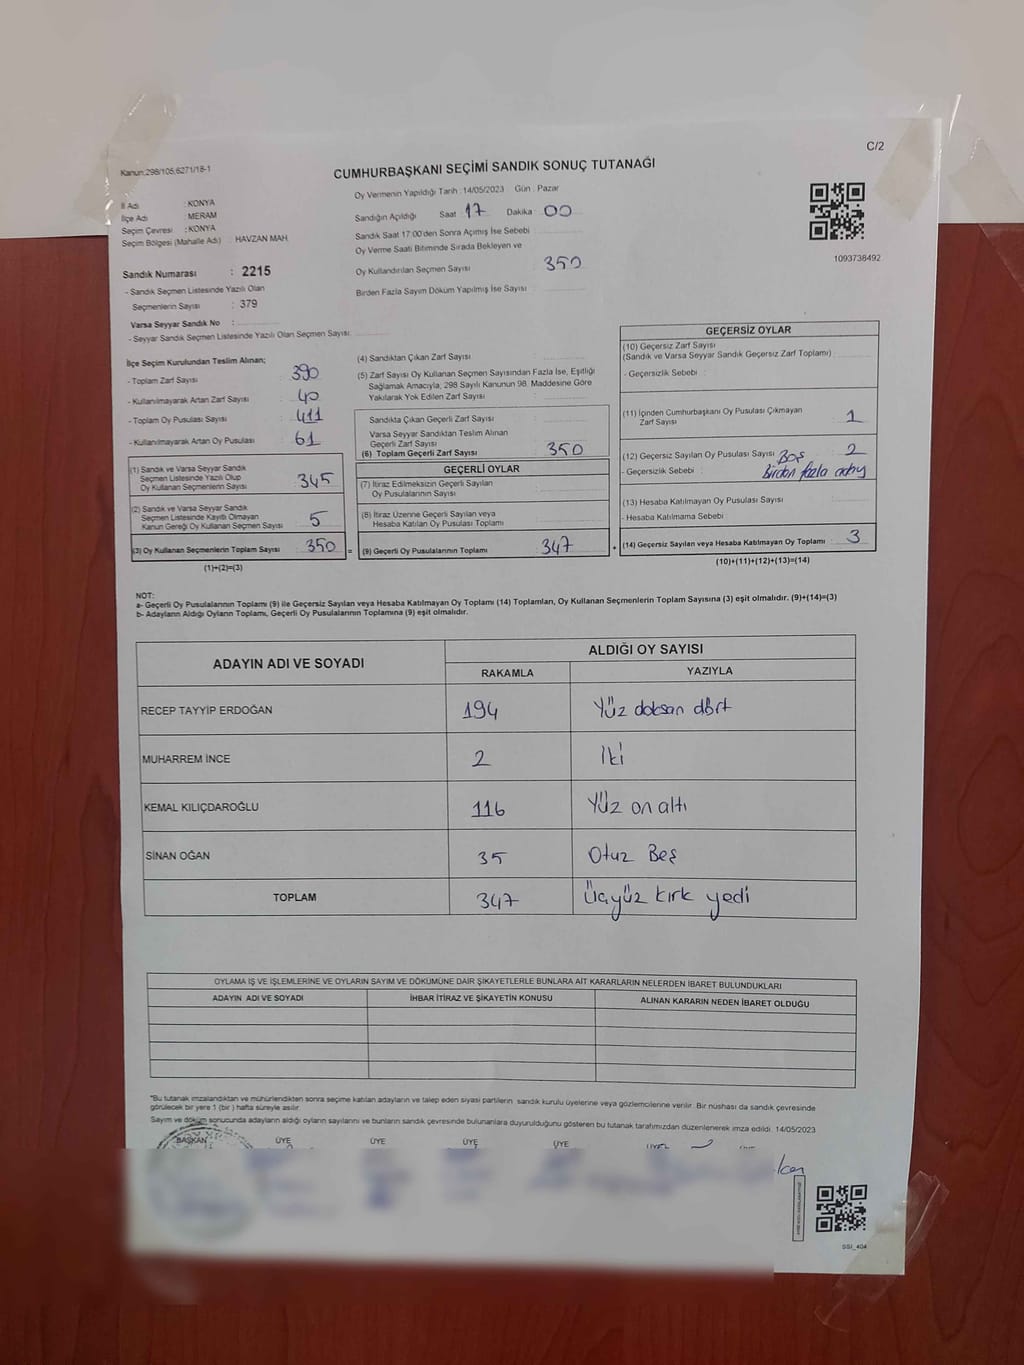 Kanun:298/105,6271/18-1
C/2
CUMHURBAŞKANI SEÇİMİ SANDIK SONUÇ TUTANAĞI
İl Adı : KONYA
İlçe Adı : MERAM
Seçim Çevresi : KONYA
Seçim Bölgesi (Mahalle Adı) : HAVZAN MAH.
Sandık Numarası : 2215
- Sandık Seçmen Listesinde Yazılı Olan
Seçmenlerin Sayısı : 379
Varsa Seyyar Sandık No :
- Seyyar Sandık Seçmen Listesinde Yazılı Olan Seçmen Sayısı:
Oy Vermenin Yapıldığı Tarih :14/05/2023 Gün : Pazar
Sandığın Açıldığı Saat 17 Dakika 00
Sandık Saat 17:00'den Sonra Açımış İse Sebebi
Oy Verme Saati Bitiminde Sırada Bekleyen ve
Oy Kullandırılan Seçmen Sayısı 350
Birden Fazla Sayım Döküm Yapılmış İse Sayısı :
1093738492
İlçe Seçim Kurulundan Teslim Alınan;
- Toplam Zarf Sayısı : 390
- Kullanılmayarak Artan Zarf Sayısı : 40
- Toplam Oy Pusulası : 411
- Kullanılmayarak Artan Oy Pusulası : 61
(1) Sandık ve Varsa Seyyar Sandık
Seçmen Listesinde Yazılı Olup
Oy Kullanan Seçmenlerin Sayısı : 345
(2) Sandık ve Varsa Seyyar Sandık
Seçmen Listesinde Kayıtlı Olmayan
Kanun Gereği Oy Kullanan Seçmen Sayısı : 5
(3) Oy Kullanan Seçmenlerin Toplam Sayısı : 350 =
(1)+(2)=(3)
(4) Sandıktan Çıkan Zarf Sayısı :
(5) Zarf Sayısı Oy Kullanan Seçmen Sayısından Fazla İse, Eşitliği
Sağlamak Amacıyla, 298 Sayılı Kanunun 98. Maddesine Göre
Yakılarak Yok Edilen Zarf Sayısı :
Sandıkta Çıkan Geçerli Zarf Sayısı :
Varsa Seyyar Sandıktan Teslim Alınan
Geçerli Zarf Sayısı :
(6) Toplam Geçerli Zarf Sayısı : 350
GEÇERLİ OYLAR
(7) İtiraz Edilmeksizin Geçerli Sayılan
Oy Pusulalarının Sayısı :
(8) İtiraz Üzerine Geçerli Sayılan veya
Hesaba Katılan Oy Pusulası Toplamı :
(9) Geçerli Oy Pusulalarının Toplamı : 347 +
GEÇERSİZ OYLAR
(10) Geçersiz Zarf Sayısı
(Sandık ve Varsa Seyyar Sandık Geçersiz Zarf Toplamı) :
- Geçersizlik Sebebi :
(11) İçinden Cumhurbaşkanı Oy Pusulası Çıkmayan
Zarf Sayısı : 1
(12) Geçersiz Sayılan Oy Pusulası Sayısı : Boş 2
- Geçersizlik Sebebi : Birden fazla aday
(13) Hesaba Katılmayan Oy Pusulası Sayısı :
- Hesaba Katılmama Sebebi :
(14) Geçersiz Sayılan veya Hesaba Katılmayan Oy Toplamı : 3
(10)+(11)+(12)+(13)=(14)
NOT:
a- Geçerli Oy Pusulalarının Toplamı (9) ile Geçersiz Sayılan veya Hesaba Katılmayan Oy Toplamı (14) Toplamları, Oy Kullanan Seçmenlerin Toplam Sayısına (3) eşit olmalıdır. (9)+(14)=(3)
b- Adayların Aldığı Oyların Toplamı, Geçerli Oy Pusulalarının Toplamına (9) eşit olmalıdır.
ADAYIN ADI VE SOYADI ALDIĞI OY SAYISI
RAKAMLA YAZIYLA
RECEP TAYYİP ERDOĞAN 194 Yüz doksan dört
MUHARREM İNCE 2 İki
KEMAL KILIÇDAROĞLU 116 Yüz on altı
SİNAN OĞAN 35 Otuz Beş
TOPLAM 347 Üçyüz kırk yedi
OYLAMA İŞ VE İŞLEMLERİNE VE OYLARIN SAYIM VE DÖKÜMÜNE DAİR ŞİKAYETLERLE BUNLARA AİT KARARLARIN NELERDEN İBARET BULUNDUKLARI
ADAYIN ADI VE SOYADI İHBAR İTİRAZ VE ŞİKAYETİN KONUSU ALINAN KARARIN NEDEN İBARET OLDUĞU
"Bu tutanak imzalandıktan ve mühürlendikten sonra seçime katılan adayların ve talep eden siyasi partilerin sandık kurulu üyelerine veya gözlemcilerine verilir. Bir nüshası da sandık çevresinde
görülecek bir yere 1 (bir) hafta süreyle asılır.
Sayım ve döküm sonucunda adayların aldığı oyların sayılarını ve bunların sandık çevresinde bulunanlara duyurulduğunu gösteren bu tutanak tarafımızdan düzenlenerek imza edildi. 14/05/2023
BAŞKAN ÜYE ÜYE ÜYE ÜYE
SSI_404